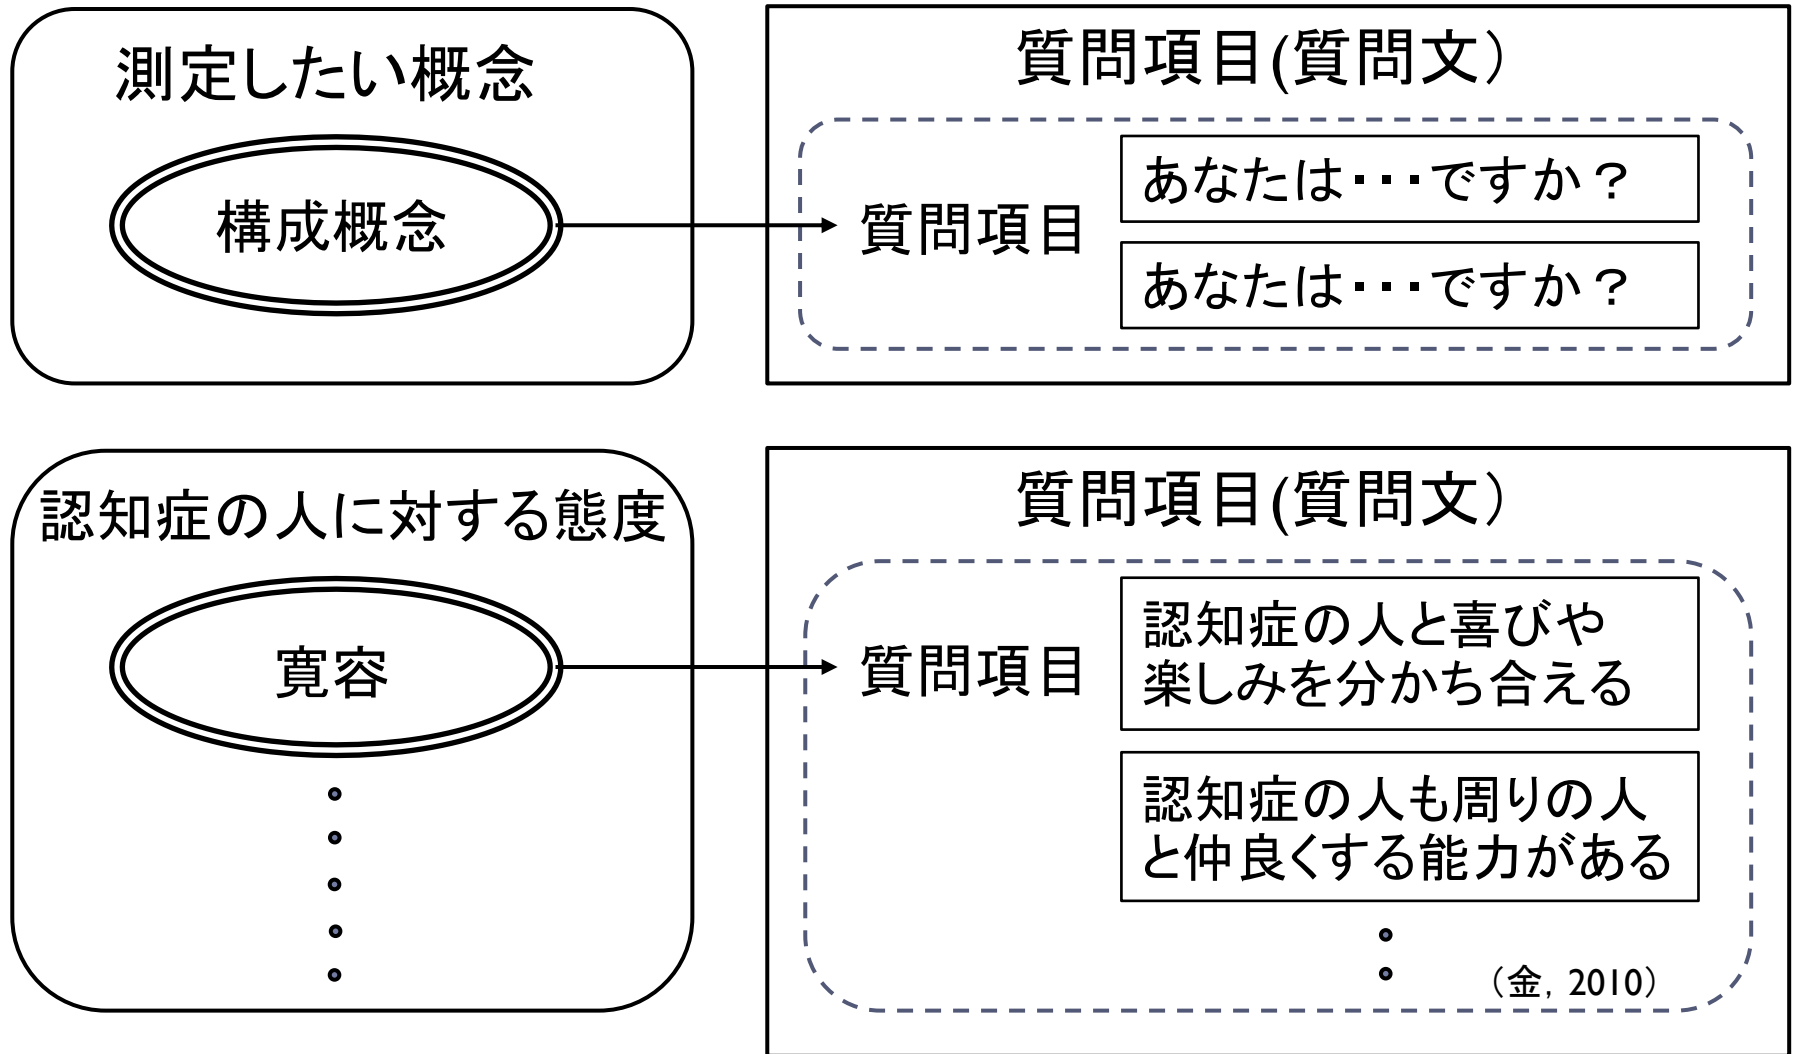 測定したい概念
構成概念
質問項目(質問文）
質問項目
あなたは・・・ですか？
あなたは・・・ですか？
認知症の人に対する態度
寛容
質問項目(質問文）
質問項目
認知症の人と喜びや
楽しみを分かち合える
認知症の人も周りの人
と仲良くする能力がある
（金，2010）